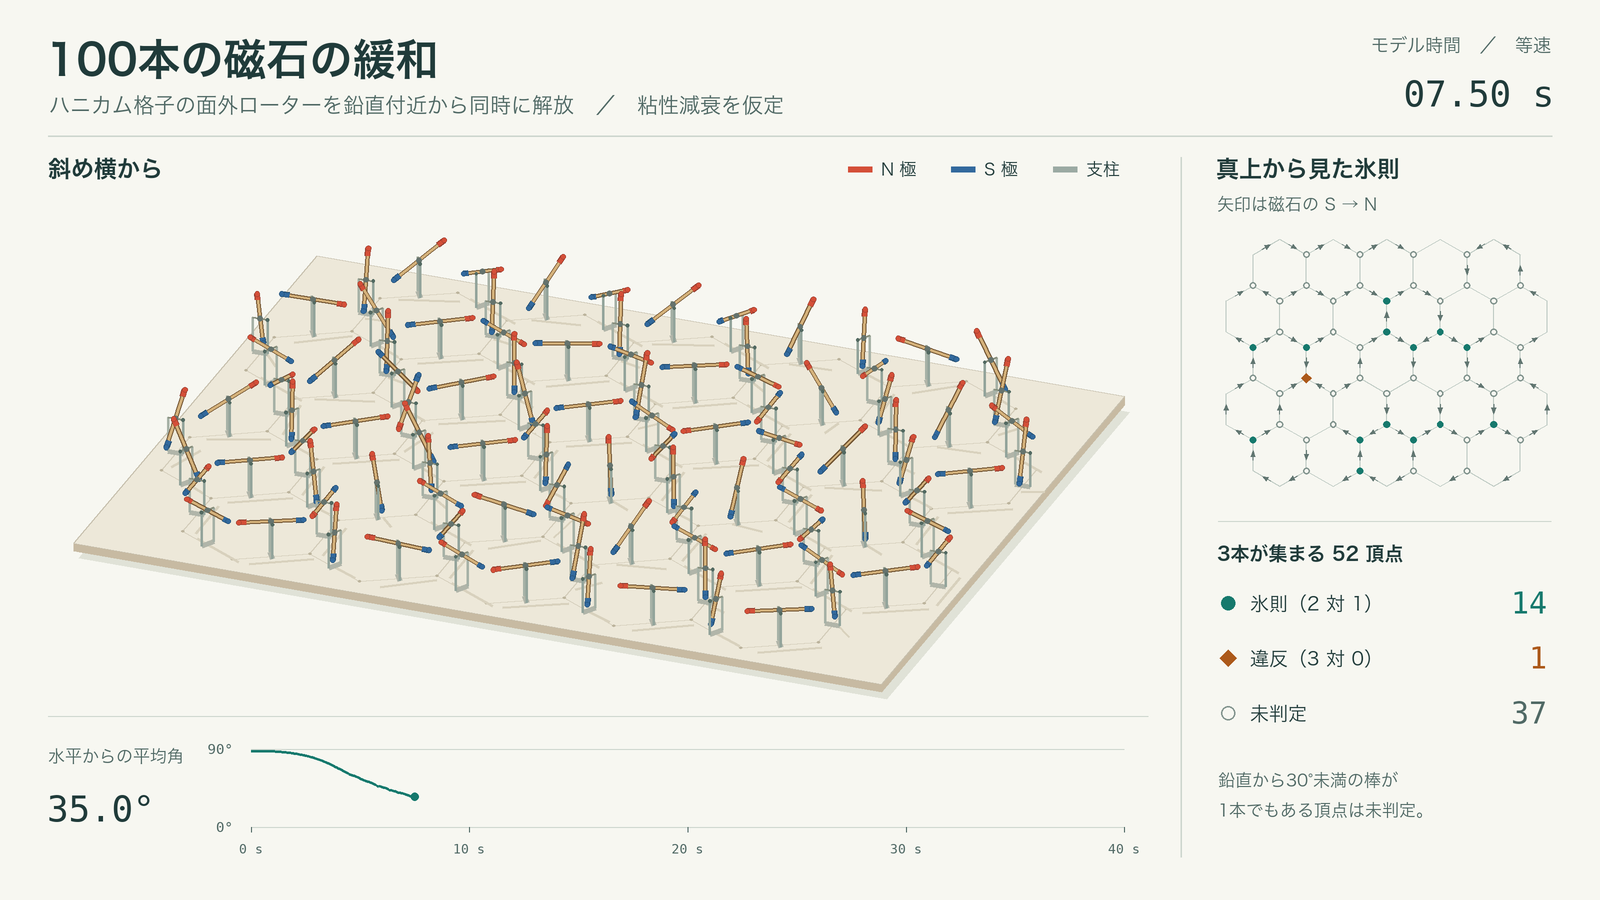 100本の磁石の緩和
ハニカム格子の面外ローターを鉛直付近から同時に解放 ／ 粘性減衰を仮定
モデル時間 ／ 等速
07.50 s
斜め横から
N 極
S 極
支柱
真上から見た氷則
矢印は磁石の S → N
3本が集まる 52 頂点
氷則（2 対 1） 14
違反（3 対 0） 1
未判定 37
鉛直から30°未満の棒が
1本でもある頂点は未判定。
水平からの平均角
35.0°
90°
0°
0 s
10 s
20 s
30 s
40 s